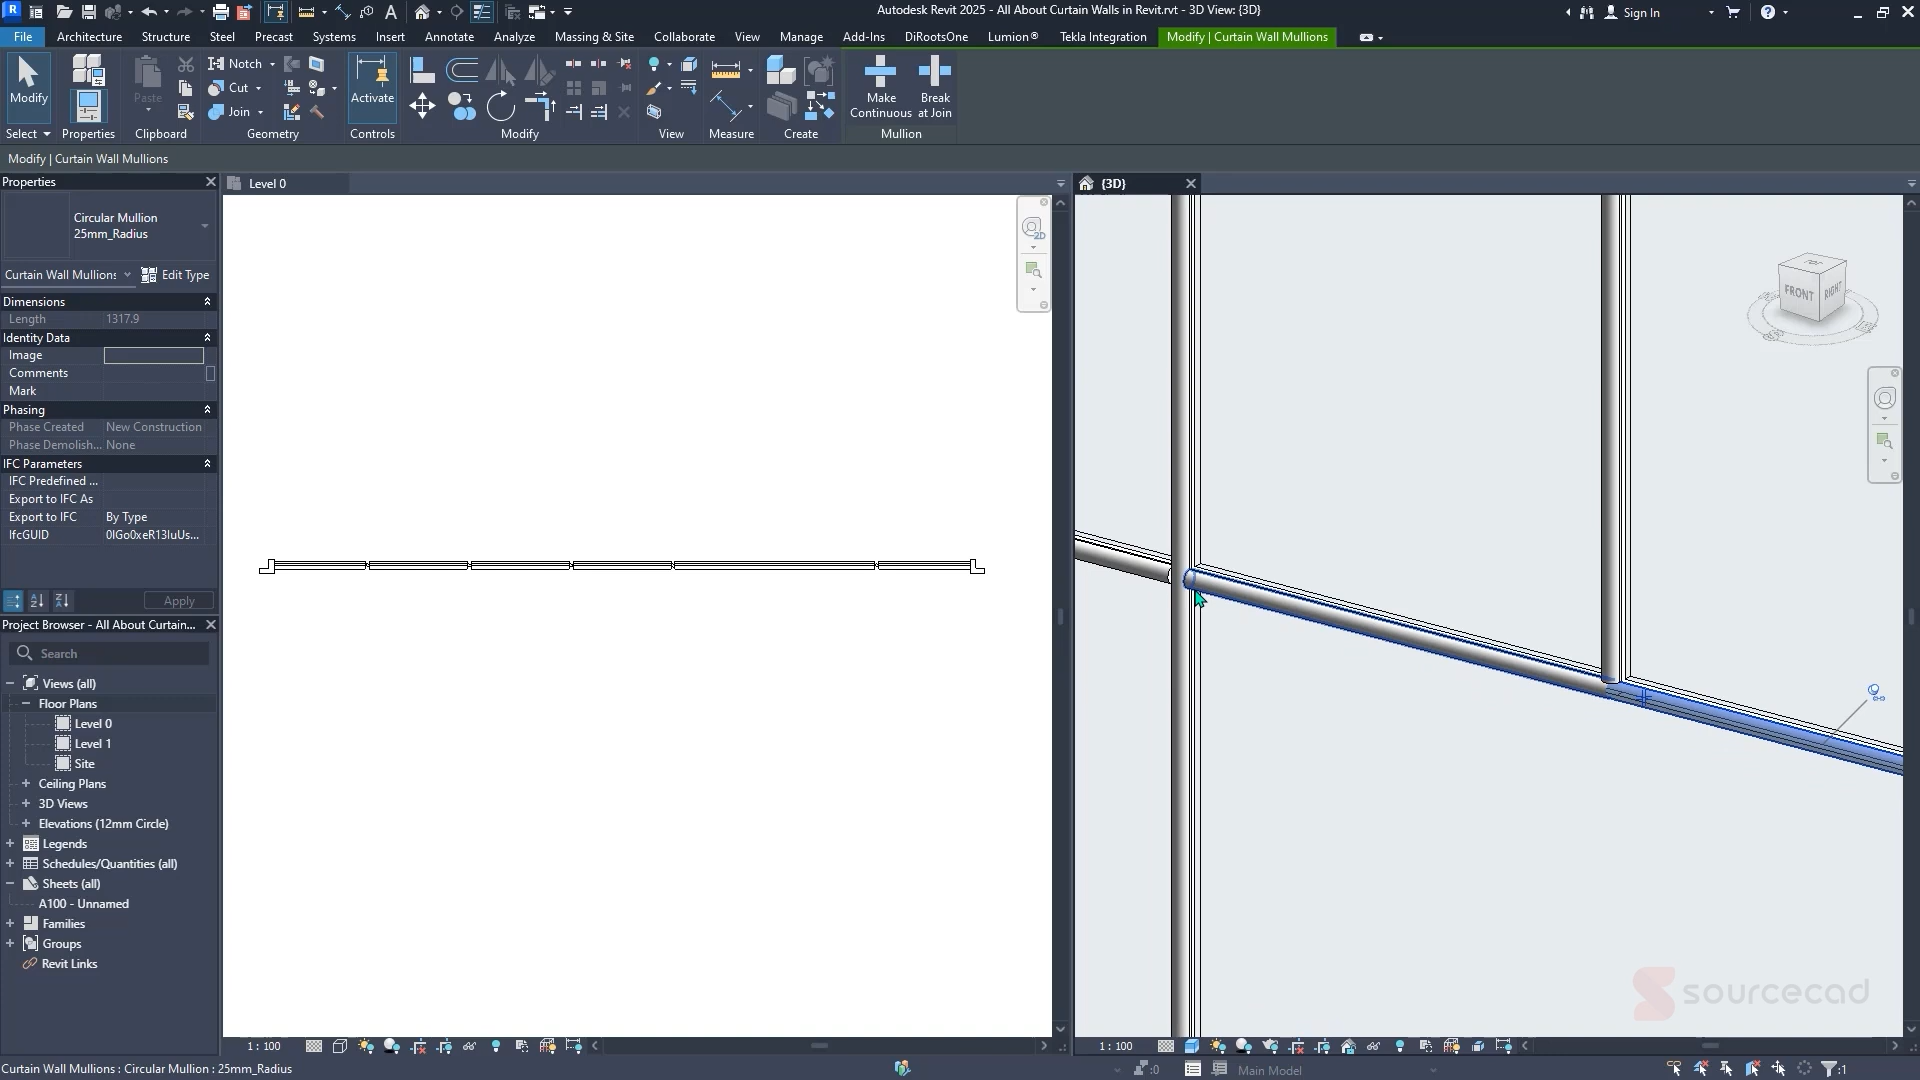 Autodesk Revit 2025 - All About Curtain Walls in Revit.rvt - 3D View: {3D}
Sign In
File Architecture Structure Steel Precast Systems Insert Annotate Analyze Massing & Site Collaborate View Manage Add-Ins DiRootsOne Lumion® Tekla Integration Modify | Curtain Wall Mullions
Modify
Paste
Notch
Cut
Join
Activate
Make Continuous
Break at Join
Select Properties Clipboard Geometry Controls Modify View Measure Create Mullion
Modify | Curtain Wall Mullions
Properties
Circular Mullion
25mm_Radius
Curtain Wall Mullions
Edit Type
Dimensions
Length 1317.9
Identity Data
Image
Comments
Mark
Phasing
Phase Created New Construction
Phase Demolish... None
IFC Parameters
IFC Predefined ...
Export to IFC As
Export to IFC By Type
IfcGUID 0IGo0xeR13IuUs...
Apply
Project Browser - All About Curtain...
Search
Views (all)
Floor Plans
Level 0
Level 1
Site
Ceiling Plans
3D Views
Elevations (12mm Circle)
Legends
Schedules/Quantities (all)
Sheets (all)
A100 - Unnamed
Families
Groups
Revit Links
Level 0
2D
1 : 100
{3D}
FRONT
RIGHT
sourcecad
1 : 100
Curtain Wall Mullions : Circular Mullion : 25mm_Radius
:0
Main Model
:1